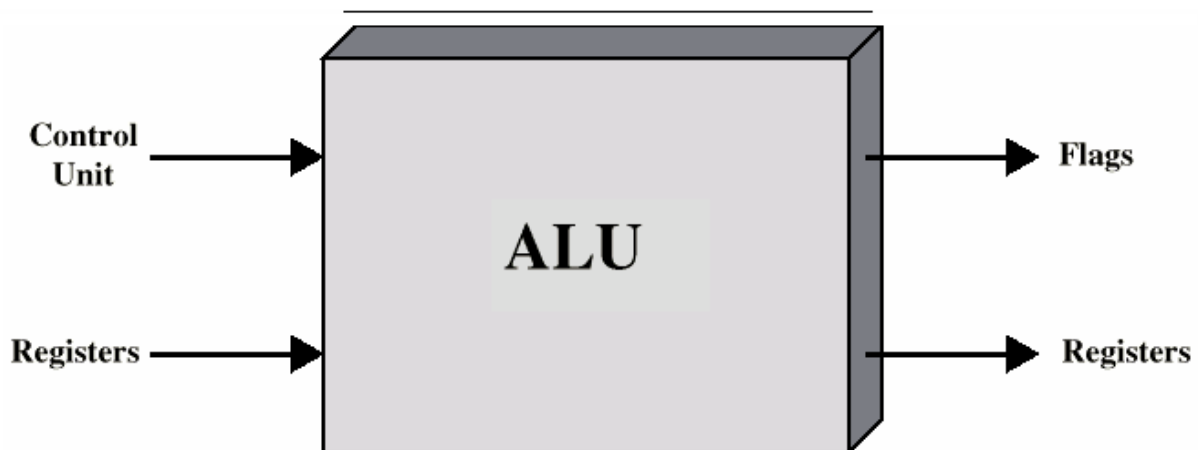 Control
Unit
Flags
ALU
Registers
Registers